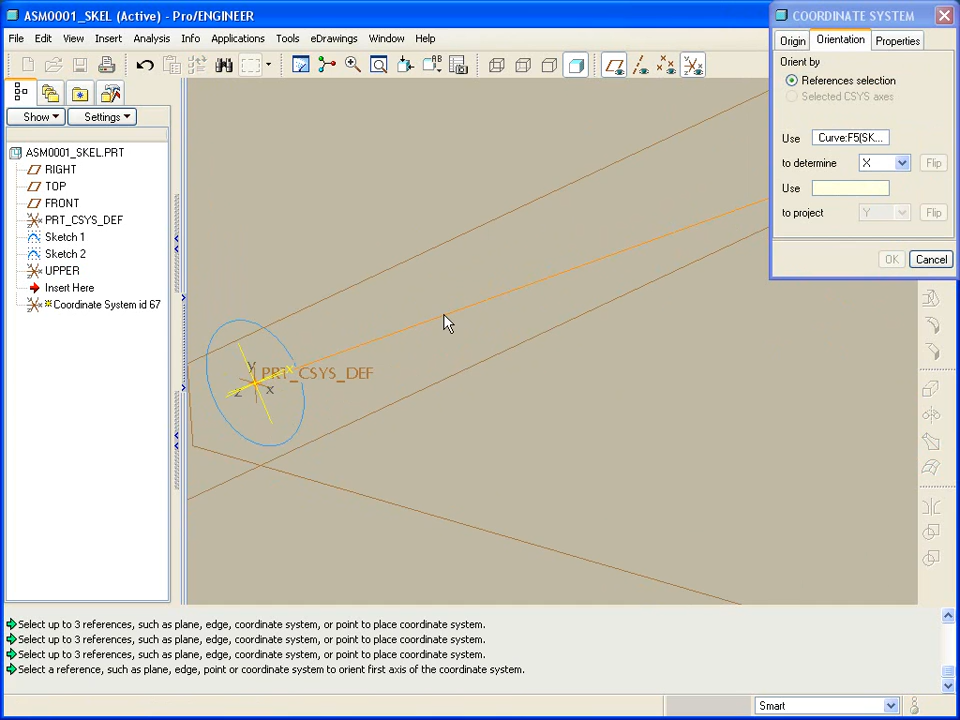 ASM0001_SKEL (Active) - Pro/ENGINEER
File Edit View Insert Analysis Info Applications Tools eDrawings Window Help
COORDINATE SYSTEM
Origin Orientation Properties
Orient by
References selection
Selected CSYS axes
Use Curve:F5(SK...
to determine X Flip
Use
to project Y Flip
OK Cancel
Show Settings
ASM0001_SKEL.PRT
RIGHT
TOP
FRONT
PRT_CSYS_DEF
Sketch 1
Sketch 2
UPPER
Insert Here
Coordinate System id 67
y x PRT_CSYS_DEF
z x
Select up to 3 references, such as plane, edge, coordinate system, or point to place coordinate system.
Select up to 3 references, such as plane, edge, coordinate system, or point to place coordinate system.
Select up to 3 references, such as plane, edge, coordinate system, or point to place coordinate system.
Select a reference, such as plane, edge, point or coordinate system to orient first axis of the coordinate system.
Smart